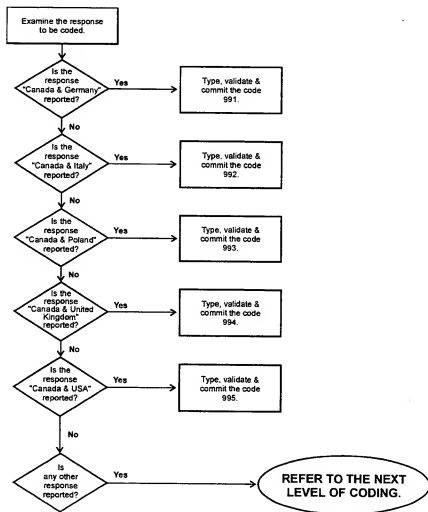 Examine the response
to be coded.
Is the
response
"Canada & Germany"
reported?
Yes
Type, validate &
commit the code
991.
No
Is the
response
"Canada & Italy"
reported?
Yes
Type, validate &
commit the code
992.
No
Is the
response
"Canada & Poland"
reported?
Yes
Type, validate &
commit the code
993.
No
Is the
response
"Canada & United
Kingdom"
reported?
Yes
Type, validate &
commit the code
994.
No
Is the
response
"Canada & USA"
reported?
Yes
Type, validate &
commit the code
995.
No
Is
any other
response
reported?
Yes
REFER TO THE NEXT
LEVEL OF CODING.